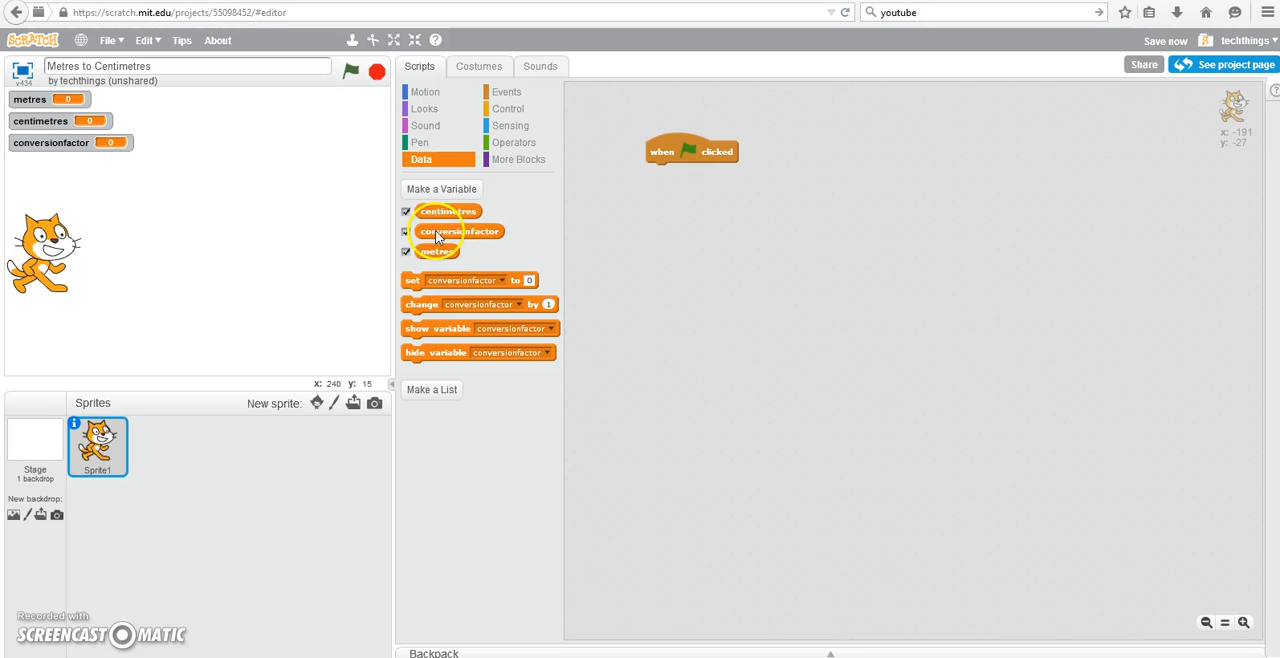 https://scratch.mit.edu/projects/55098452/#editor
youtube
SCRATCH
File
Edit
Tips
About
Save now
techthings
Metres to Centimetres
by techthings (unshared)
v434
Scripts
Costumes
Sounds
Share
See project page
metres 0
centimetres 0
conversionfactor 0
Motion
Looks
Sound
Pen
Data
Events
Control
Sensing
Operators
More Blocks
Make a Variable
centimetres
conversionfactor
metres
set conversionfactor to 0
change conversionfactor by 1
show variable conversionfactor
hide variable conversionfactor
Make a List
when clicked
x: -191
y: -27
x: 240 y: 15
Sprites
New sprite:
Sprite1
Stage
1 backdrop
New backdrop:
Recorded with
SCREENCAST MATIC
Backpack